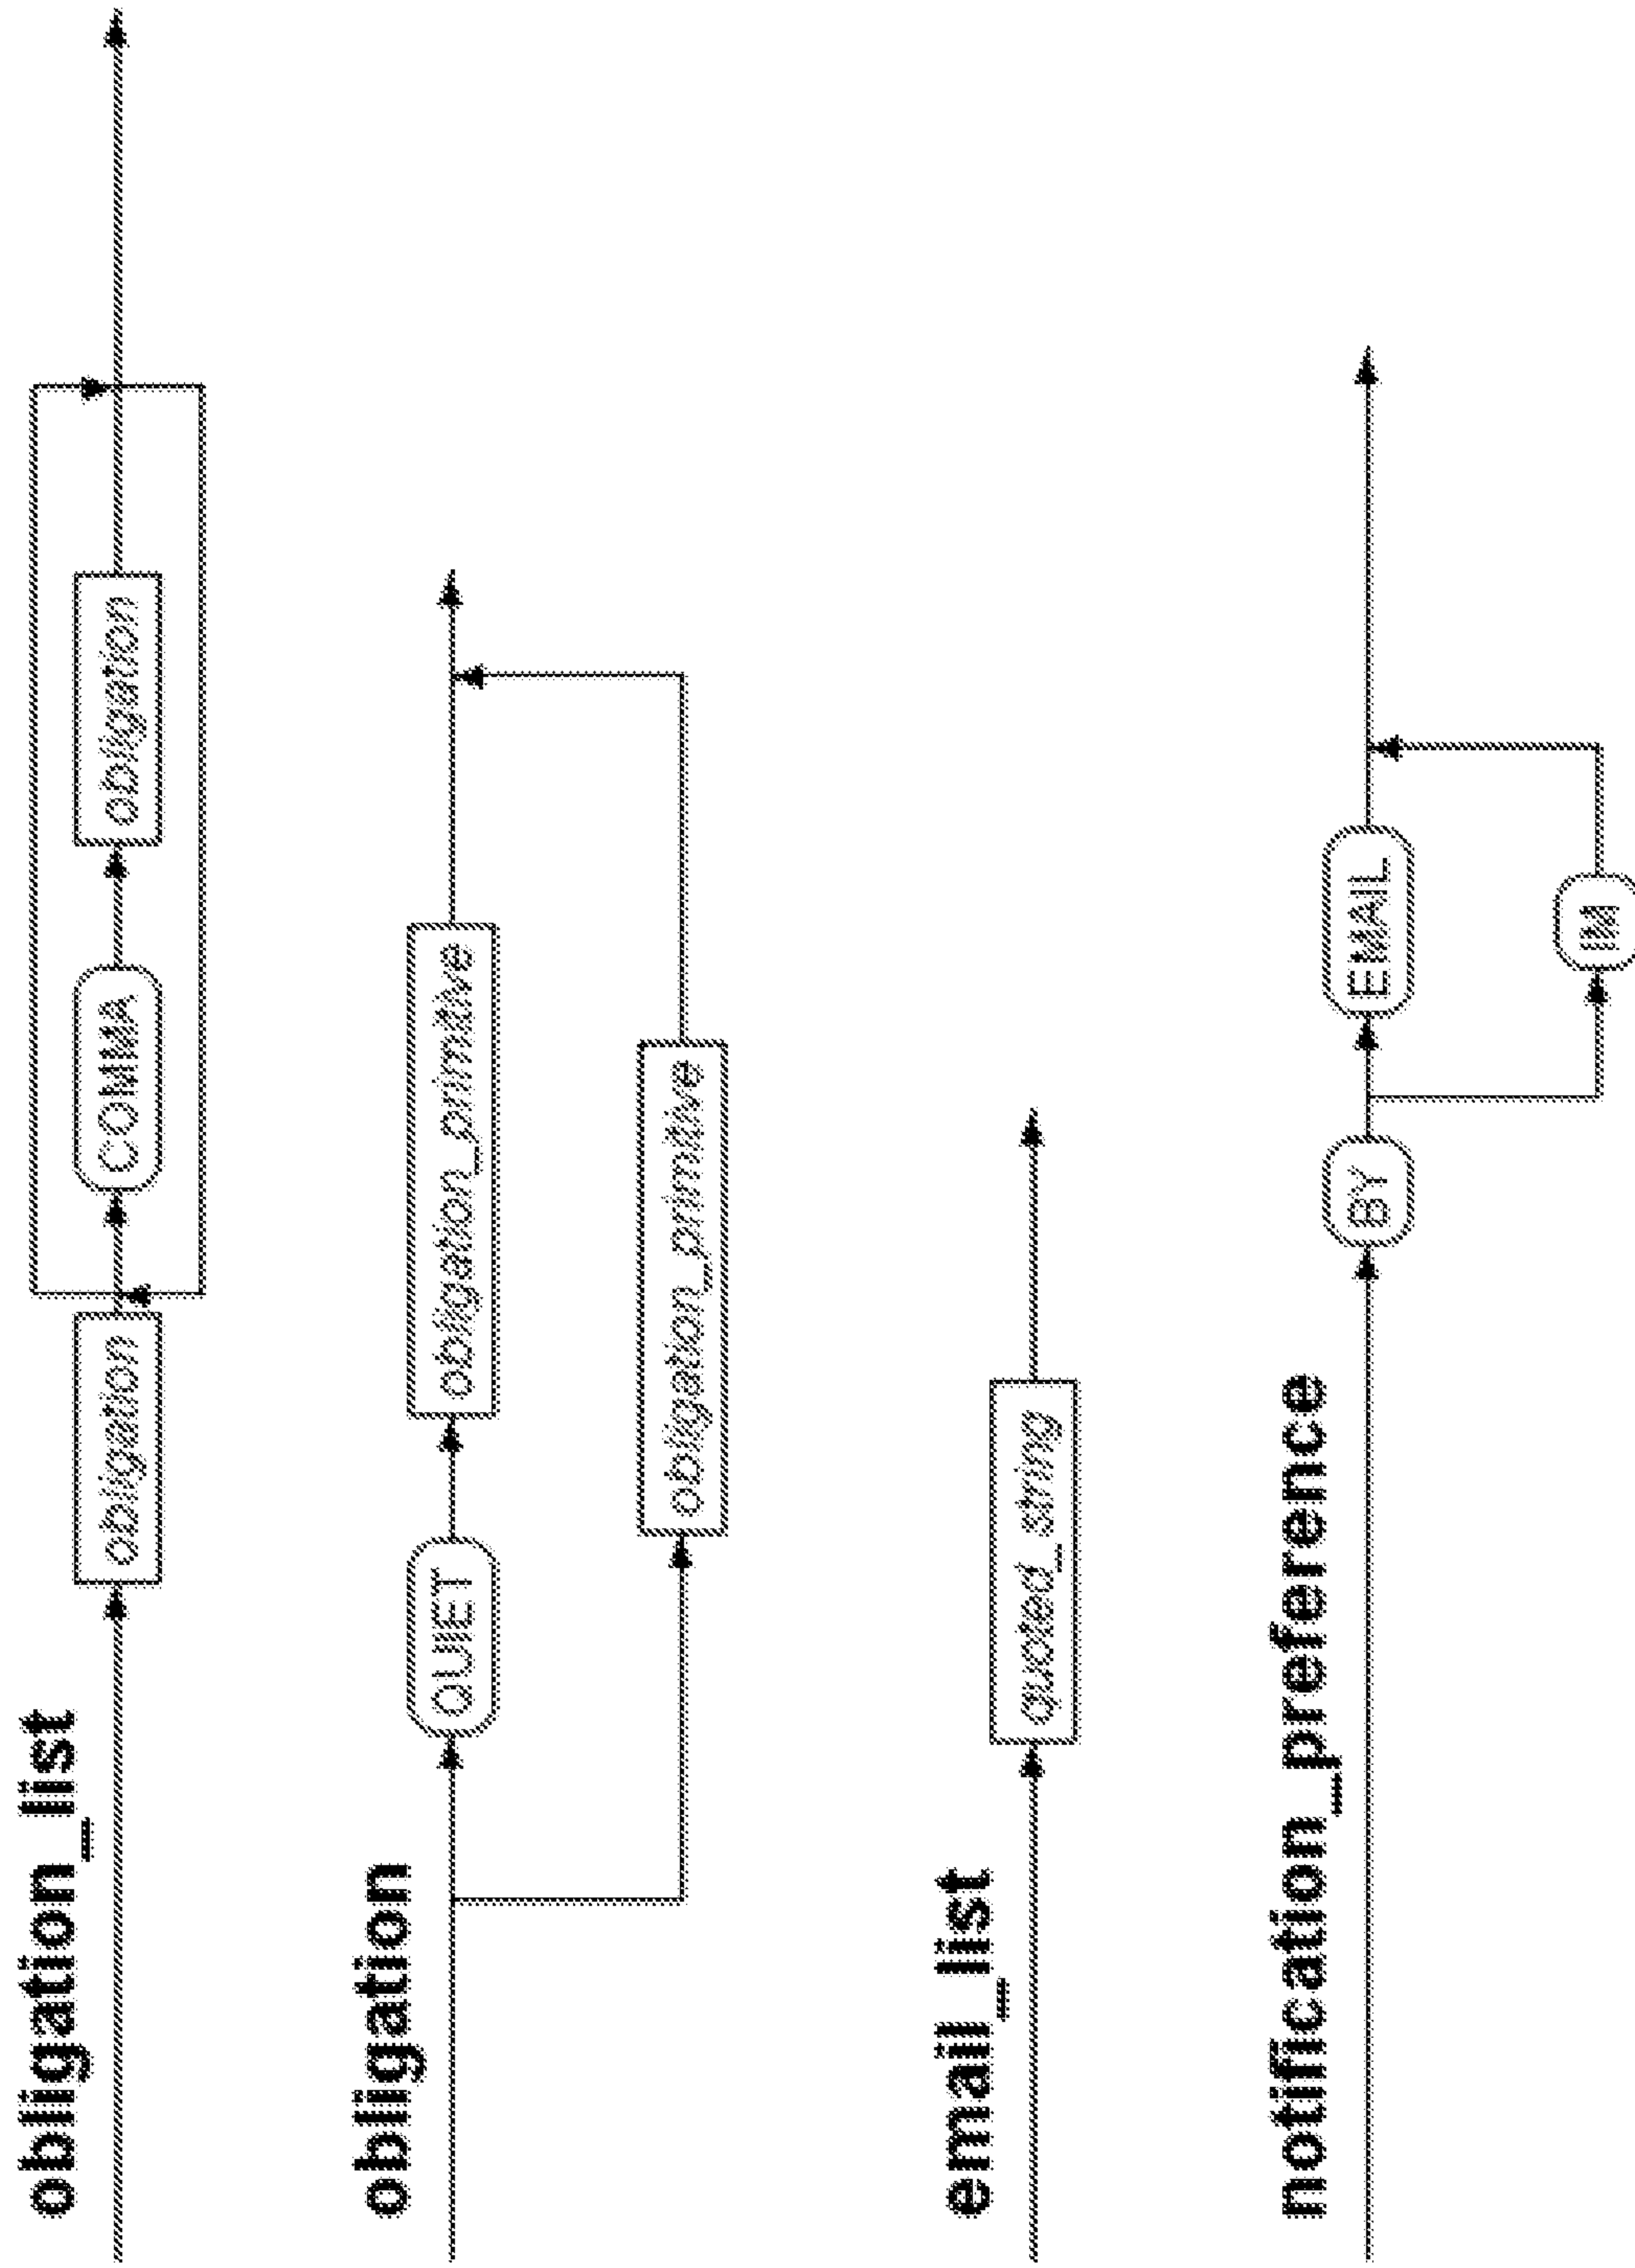 obligation_list
obligation COMMA obligation
obligation
QUIET obligation_primitive
obligation_primitive
email_list
quoted_string
notification_preference
BY EMAIL
IM